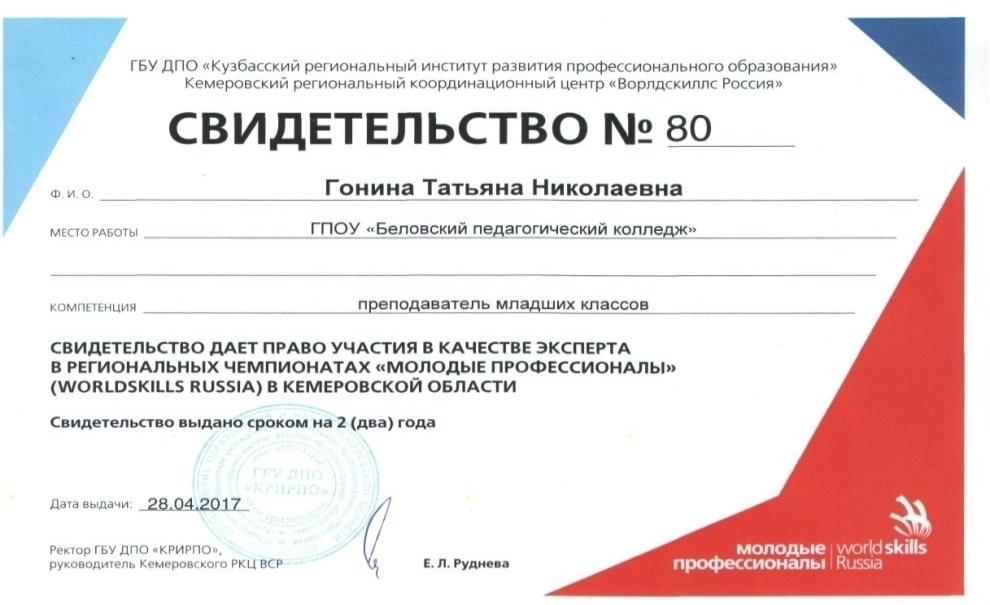 ГБУ ДПО «Кузбасский региональный институт развития профессионального образования»
Кемеровский региональный координационный центр «Ворлдскиллс Россия»
СВИДЕТЕЛЬСТВО № 80
Ф. И. О. Гонина Татьяна Николаевна
МЕСТО РАБОТЫ ГПОУ «Беловский педагогический колледж»
КОМПЕТЕНЦИЯ преподаватель младших классов
СВИДЕТЕЛЬСТВО ДАЕТ ПРАВО УЧАСТИЯ В КАЧЕСТВЕ ЭКСПЕРТА
В РЕГИОНАЛЬНЫХ ЧЕМПИОНАТАХ «МОЛОДЫЕ ПРОФЕССИОНАЛЫ»
(WORLDSKILLS RUSSIA) В КЕМЕРОВСКОЙ ОБЛАСТИ
Свидетельство выдано сроком на 2 (два) года
ГБУ ДПО
«КРИРПО»
Дата выдачи: 28.04.2017
Ректор ГБУ ДПО «КРИРПО»,
руководитель Кемеровского РКЦ ВСР Е. Л. Руднева
молодые
профессионалы
worldskills
Russia